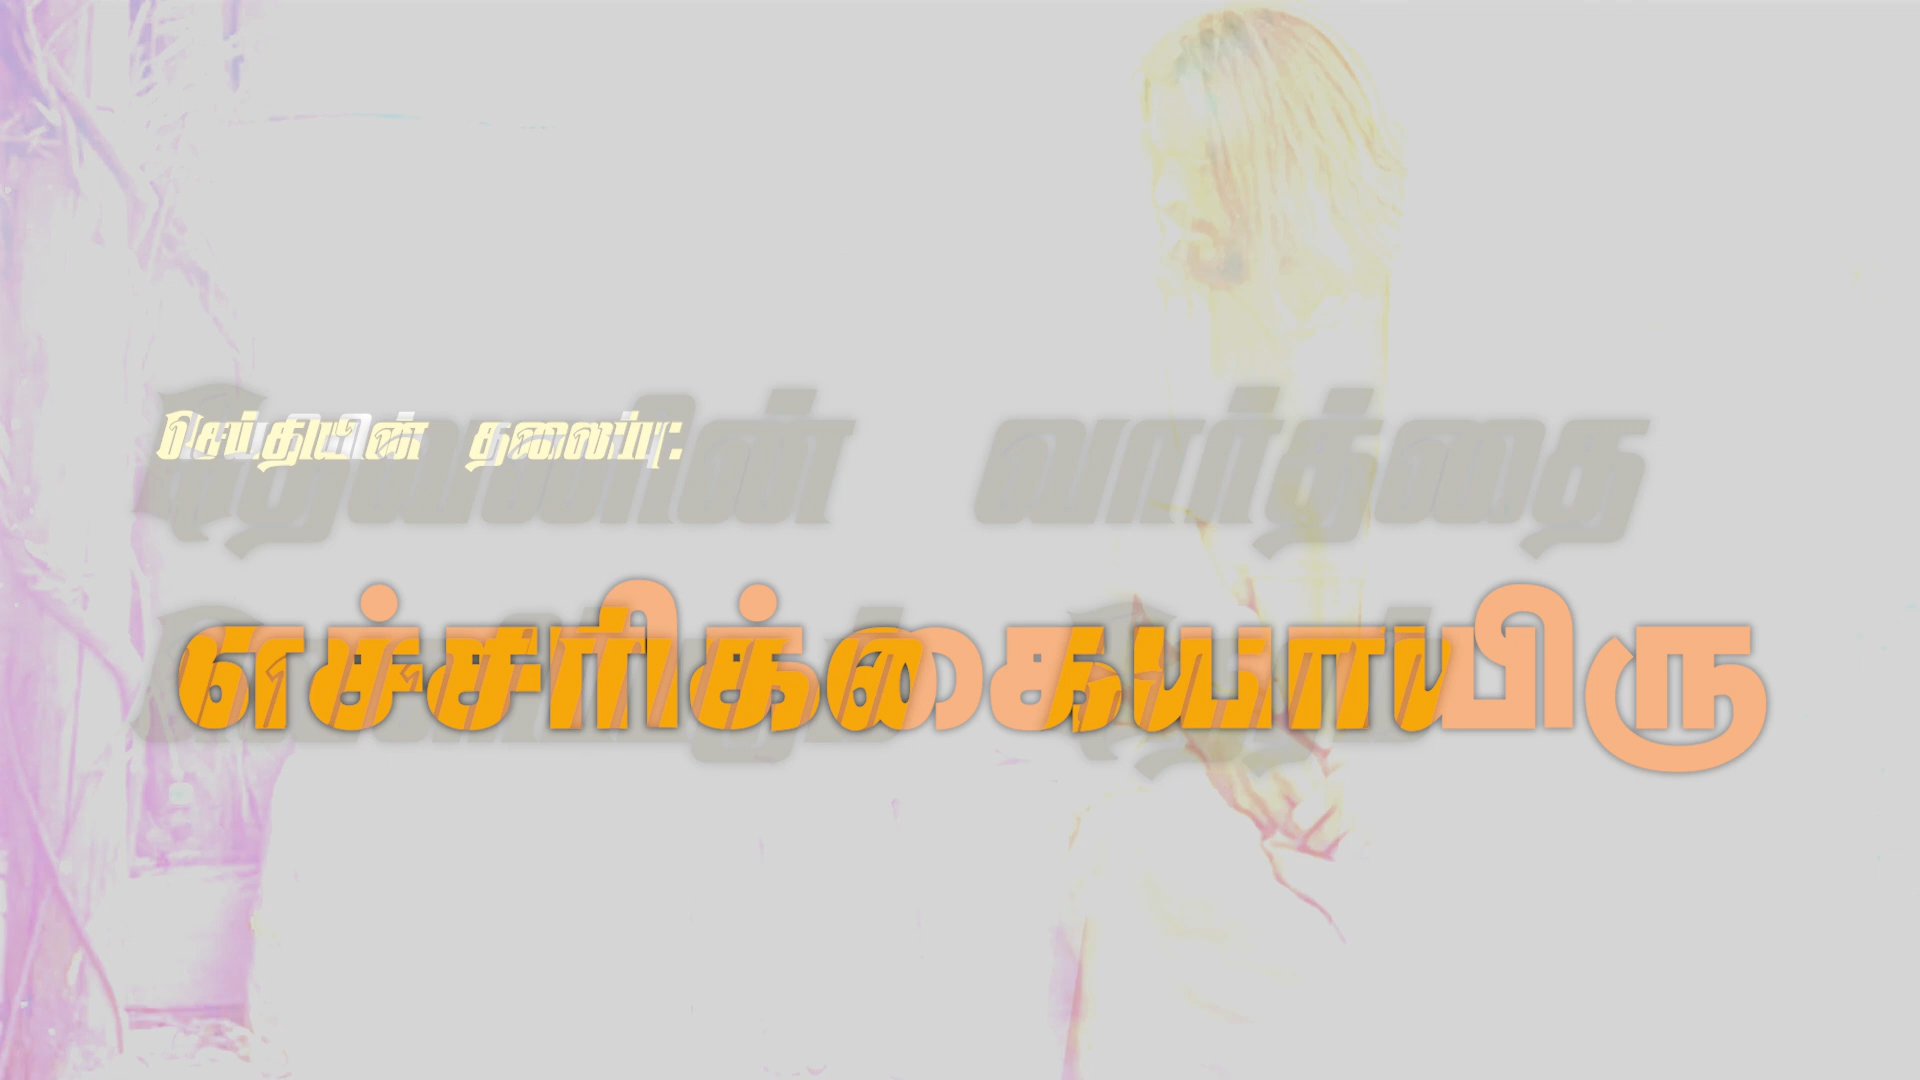 செய்தியின் தலைப்பு:
தேவனின் வார்த்தை
எச்சரிக்கையாயிரு